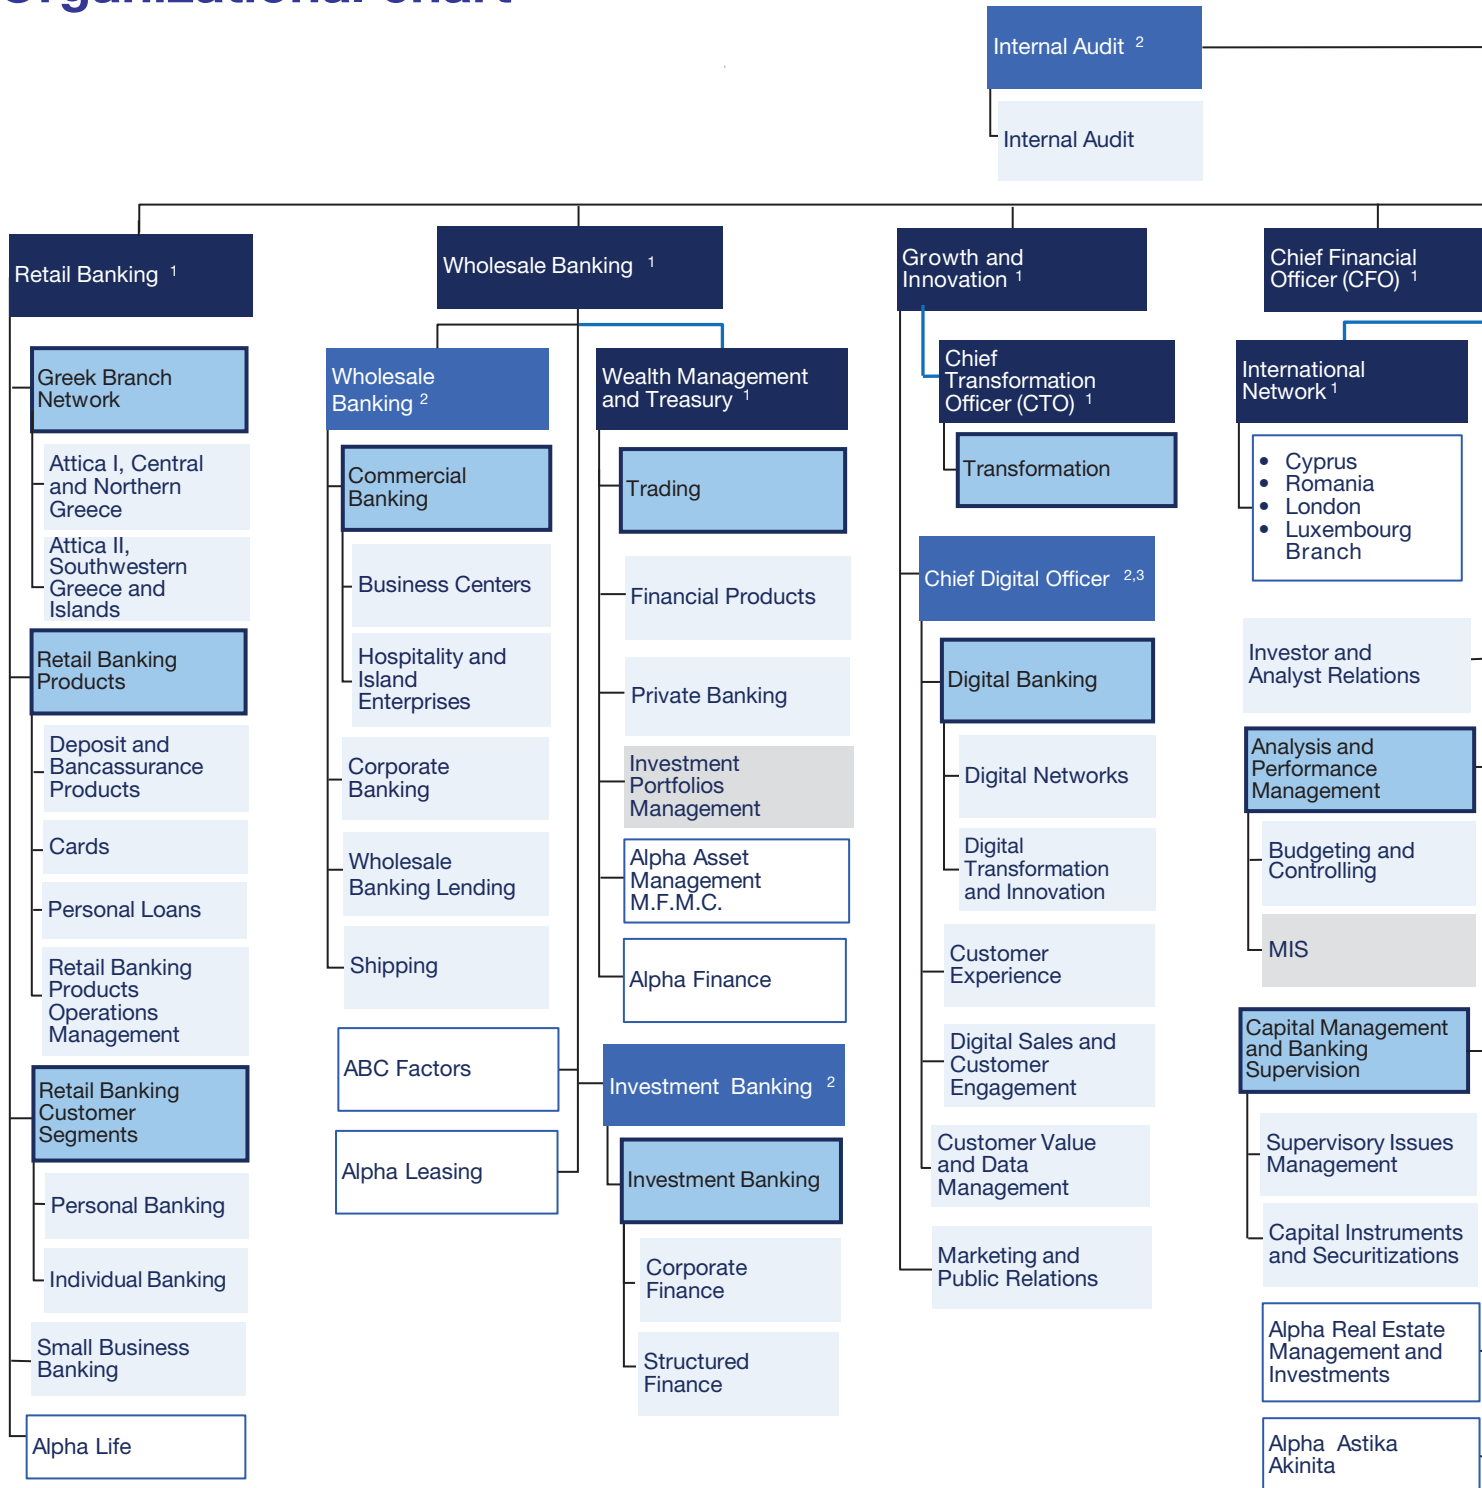 Organizational chart
Internal Audit 2
Internal Audit
Retail Banking 1
Greek Branch
Network
Attica I, Central
and Northern
Greece
Attica II,
Southwestern
Greece and
Islands
Retail Banking
Products
Deposit and
Bancassurance
Products
Cards
Personal Loans
Retail Banking
Products
Operations
Management
Retail Banking
Customer
Segments
Personal Banking
Individual Banking
Small Business
Banking
Alpha Life
Wholesale Banking 1
Wholesale
Banking 2
Commercial
Banking
Business Centers
Hospitality and
Island
Enterprises
Corporate
Banking
Wholesale
Banking Lending
Shipping
ABC Factors
Alpha Leasing
Wealth Management
and Treasury 1
Trading
Financial Products
Private Banking
Investment
Portfolios
Management
Alpha Asset
Management
M.F.M.C.
Alpha Finance
Investment Banking 2
Investment Banking
Corporate
Finance
Structured
Finance
Growth and
Innovation 1
Chief
Transformation
Officer (CTO) 1
Transformation
Chief Digital Officer 2,3
Digital Banking
Digital Networks
Digital
Transformation
and Innovation
Customer
Experience
Digital Sales and
Customer
Engagement
Customer Value
and Data
Management
Marketing and
Public Relations
Chief Financial
Officer (CFO) 1
International
Network 1
• Cyprus
• Romania
• London
• Luxembourg
Branch
Investor and
Analyst Relations
Analysis and
Performance
Management
Budgeting and
Controlling
MIS
Capital Management
and Banking
Supervision
Supervisory Issues
Management
Capital Instruments
and Securitizations
Alpha Real Estate
Management and
Investments
Alpha Astika
Akinita